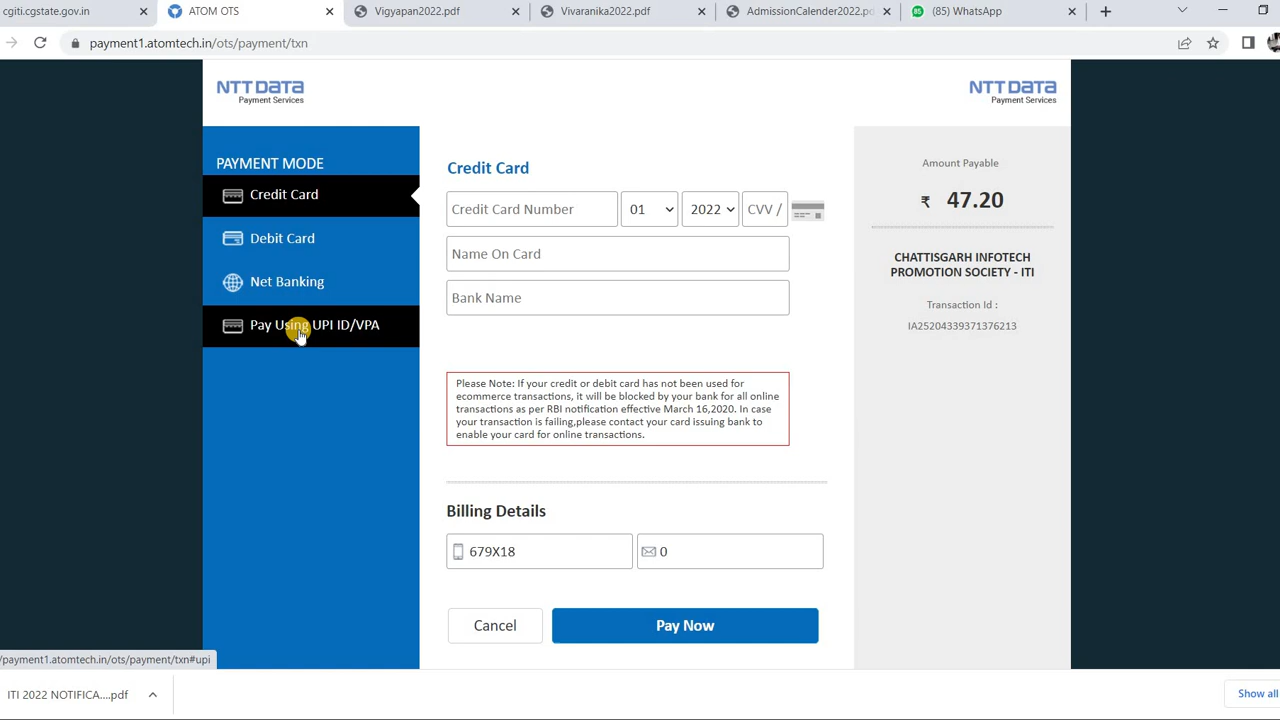 cgiti.cgstate.gov.in
ATOM OTS
Vigyapan2022.pdf
Vivaranika2022.pdf
AdmissionCalender2022.p
(85) WhatsApp
payment1.atomtech.in/ots/payment/txn
NTT DATA
Payment Services
NTT DATA
Payment Services
PAYMENT MODE
Credit Card
Debit Card
Net Banking
Pay Using UPI ID/VPA
Credit Card
Credit Card Number
01
2022
CVV /
Name On Card
Bank Name
Please Note: If your credit or debit card has not been used for
ecommerce transactions, it will be blocked by your bank for all online
transactions as per RBI notification effective March 16,2020. In case
your transaction is failing,please contact your card issuing bank to
enable your card for online transactions.
Billing Details
679X18
0
Cancel
Pay Now
Amount Payable
₹ 47.20
CHATTISGARH INFOTECH
PROMOTION SOCIETY - ITI
Transaction Id :
IA25204339371376213
/payment1.atomtech.in/ots/payment/txn#upi
ITI 2022 NOTIFICA....pdf
Show all